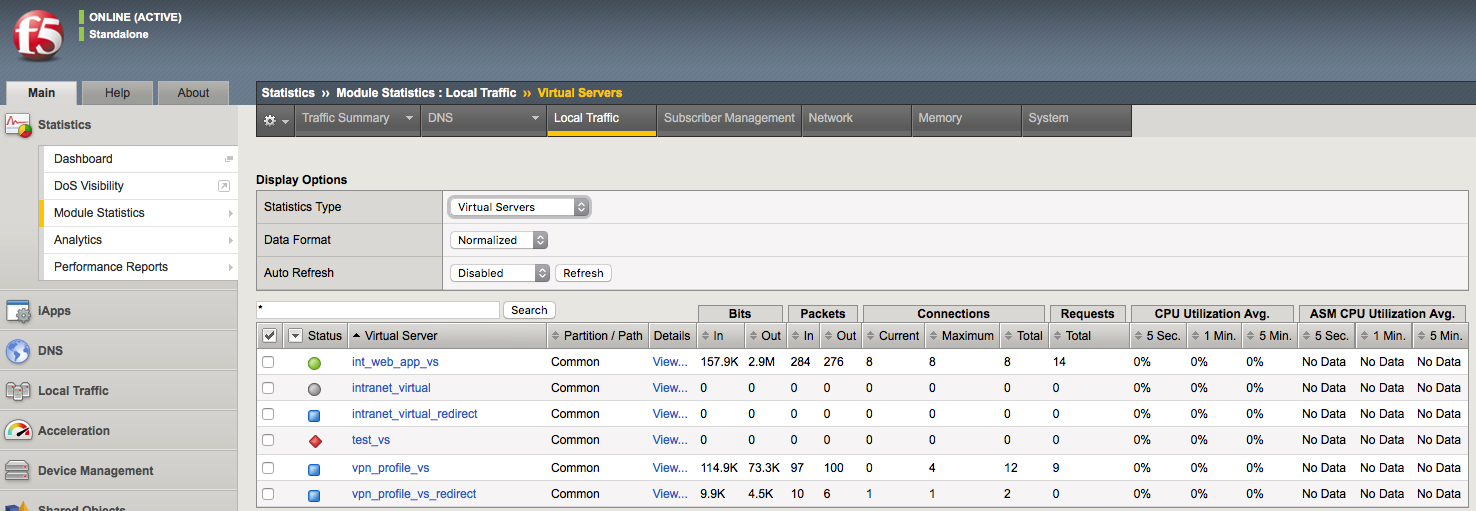 f5
ONLINE (ACTIVE)
Standalone
Main Help About
Statistics ›› Module Statistics : Local Traffic ›› Virtual Servers
Traffic Summary DNS Local Traffic Subscriber Management Network Memory System
Statistics
Dashboard
DoS Visibility
Module Statistics
Analytics
Performance Reports
iApps
DNS
Local Traffic
Acceleration
Device Management
Shared Objects
Display Options
Statistics Type Virtual Servers
Data Format Normalized
Auto Refresh Disabled Refresh
* Search
Bits Packets Connections Requests CPU Utilization Avg. ASM CPU Utilization Avg.
Status Virtual Server Partition / Path Details In Out In Out Current Maximum Total Total 5 Sec. 1 Min. 5 Min. 5 Sec. 1 Min. 5 Min.
int_web_app_vs Common View... 157.9K 2.9M 284 276 8 8 8 14 0% 0% 0% No Data No Data No Data
intranet_virtual Common View... 0 0 0 0 0 0 0 0 0% 0% 0% No Data No Data No Data
intranet_virtual_redirect Common View... 0 0 0 0 0 0 0 0 0% 0% 0% No Data No Data No Data
test_vs Common View... 0 0 0 0 0 0 0 0 0% 0% 0% No Data No Data No Data
vpn_profile_vs Common View... 114.9K 73.3K 97 100 0 4 12 9 0% 0% 0% No Data No Data No Data
vpn_profile_vs_redirect Common View... 9.9K 4.5K 10 6 1 1 2 0 0% 0% 0% No Data No Data No Data